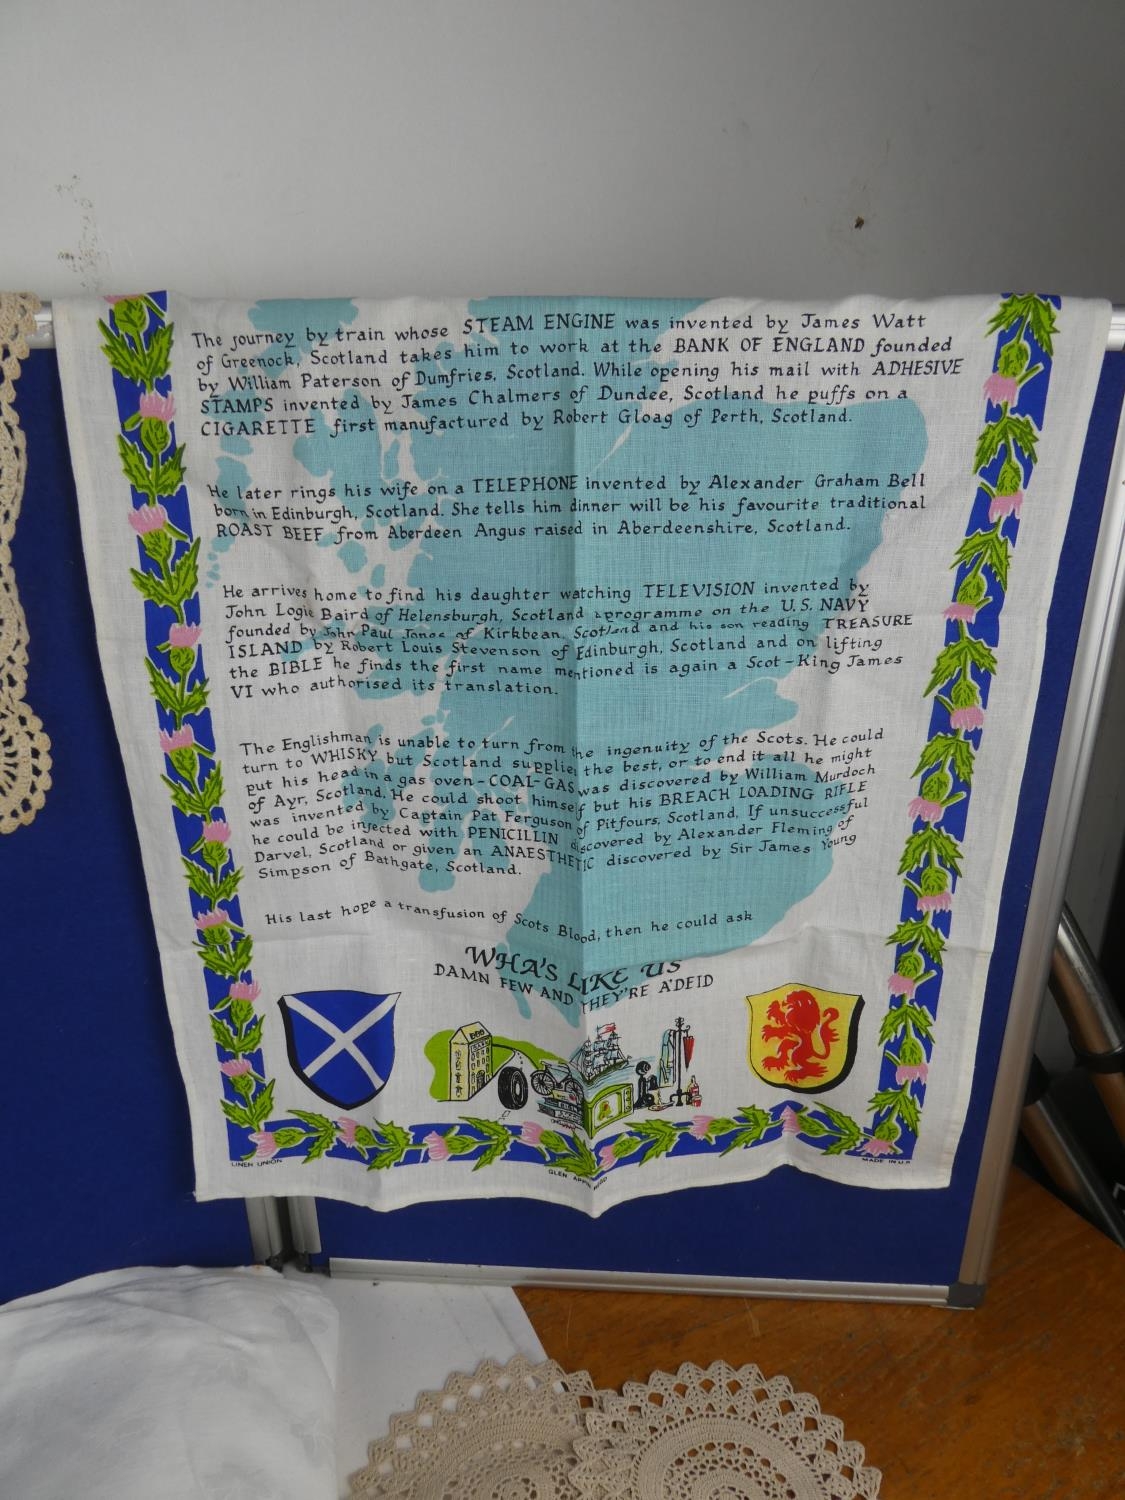 The journey by train whose STEAM ENGINE was invented by James Watt
of Greenock, Scotland takes him to work at the BANK OF ENGLAND founded
by William Paterson of Dumfries, Scotland. While opening his mail with ADHESIVE
STAMPS invented by James Chalmers of Dundee, Scotland he puffs on a
CIGARETTE first manufactured by Robert Gloag of Perth, Scotland.
He later rings his wife on a TELEPHONE invented by Alexander Graham Bell
born in Edinburgh, Scotland. She tells him dinner will be his favourite traditional
ROAST BEEF from Aberdeen Angus raised in Aberdeenshire, Scotland.
He arrives home to find his daughter watching TELEVISION invented by
John Logie Baird of Helensburgh, Scotland a programme on the U.S. NAVY
founded by John Paul Jones of Kirkbean, Scotland and his son reading TREASURE
ISLAND by Robert Louis Stevenson of Edinburgh, Scotland and on lifting
the BIBLE he finds the first name mentioned is again a Scot - King James
VI who authorised its translation.
The Englishman is unable to turn from the ingenuity of the Scots. He could
turn to WHISKY but Scotland supplies the best, or to end it all he might
put his head in a gas oven - COAL-GAS was discovered by William Murdoch
of Ayr, Scotland. He could shoot himself but his BREACH LOADING RIFLE
was invented by Captain Pat Ferguson of Pitfours, Scotland. If unsuccessful
he could be injected with PENICILLIN discovered by Alexander Fleming of
Darvel, Scotland or given an ANAESTHETIC discovered by Sir James Young
Simpson of Bathgate, Scotland.
His last hope a transfusion of Scots Blood, then he could ask
WHA'S LIKE US
DAMN FEW AND THEY'RE A'DEID
LINEN UNION
GLEN
MADE IN U.K.